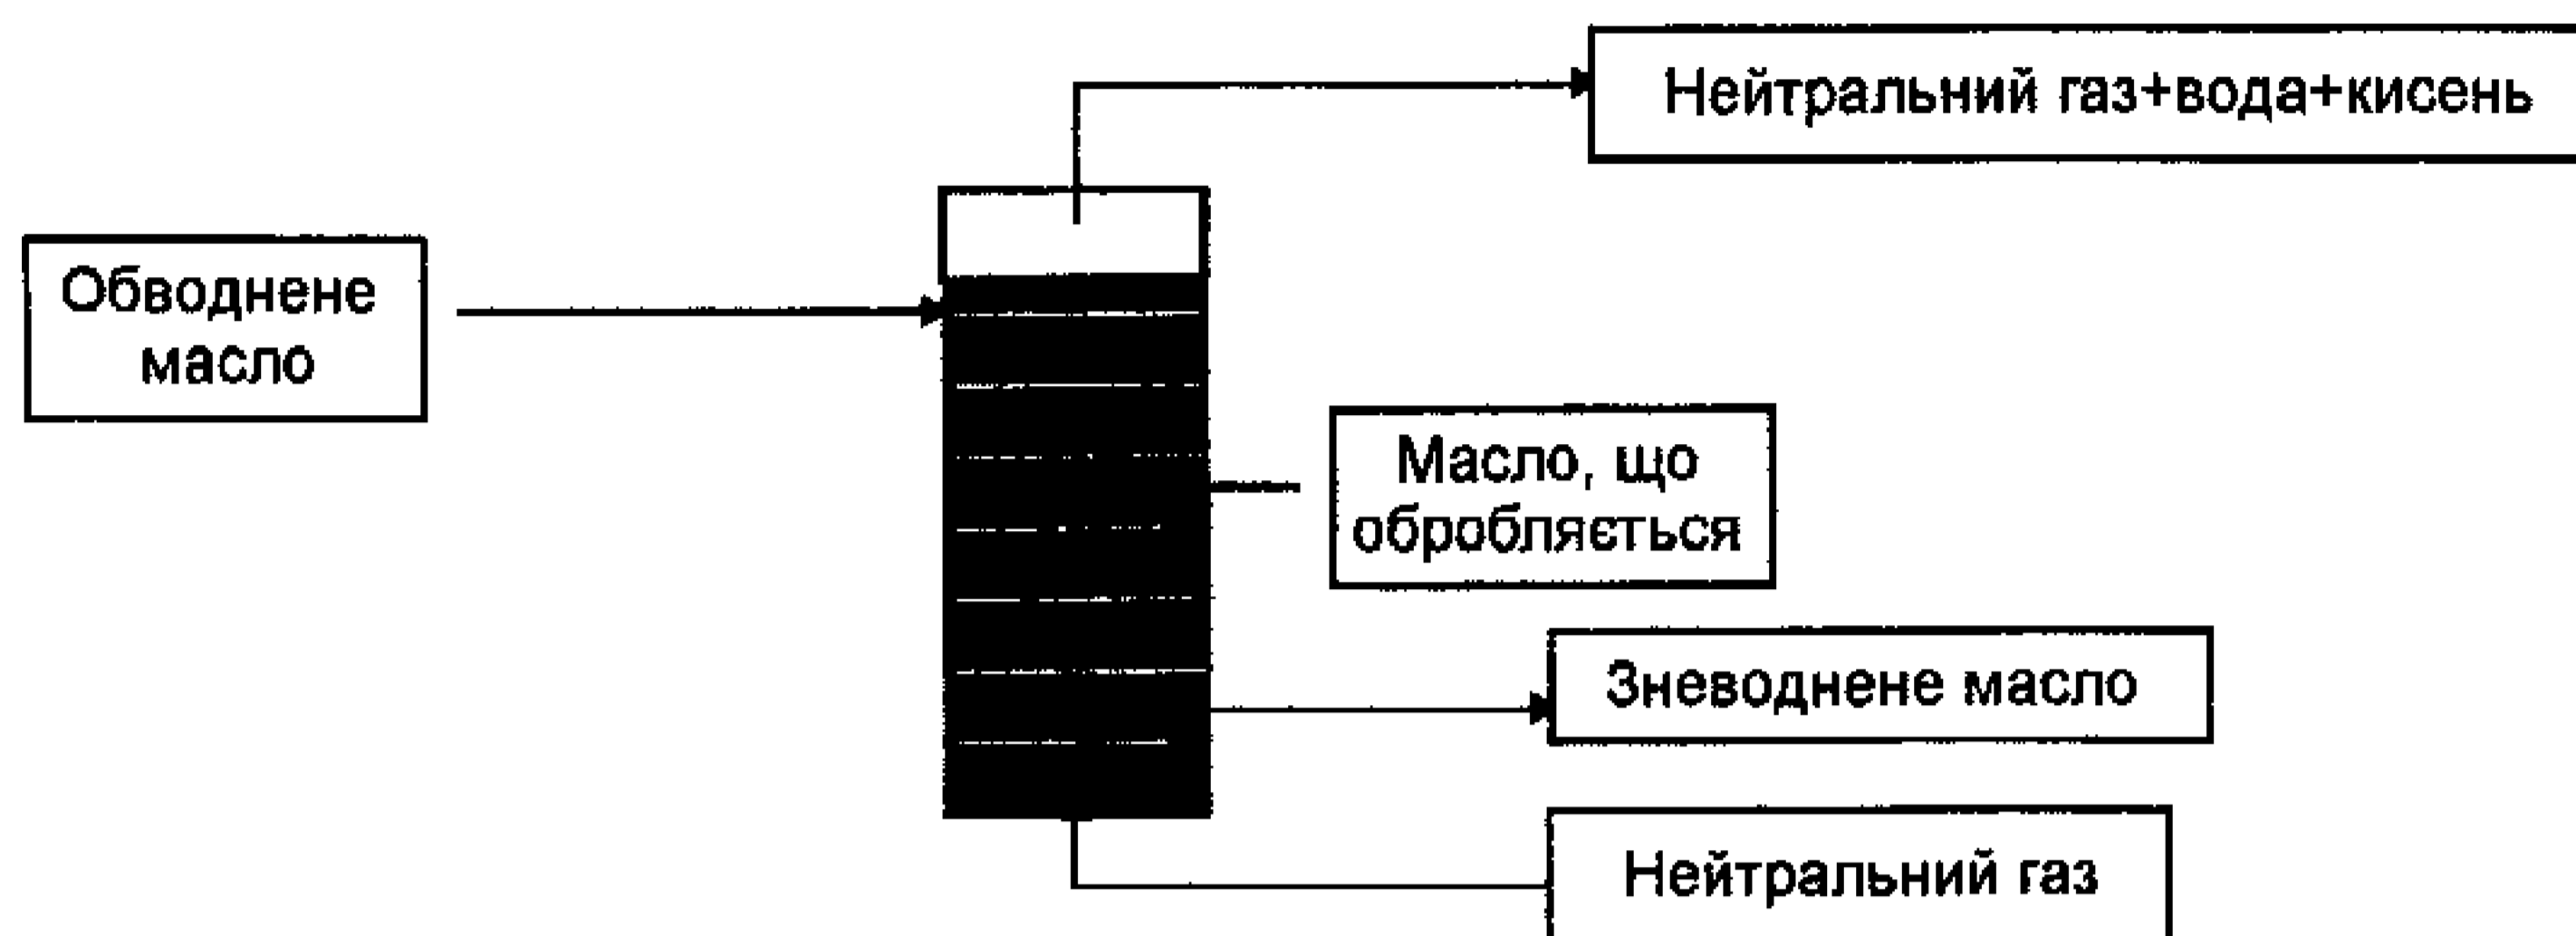 Нейтральний газ+вода+кисень
Обводнене
масло
Масло, що
обробляється
Зневоднене масло
Нейтральний газ